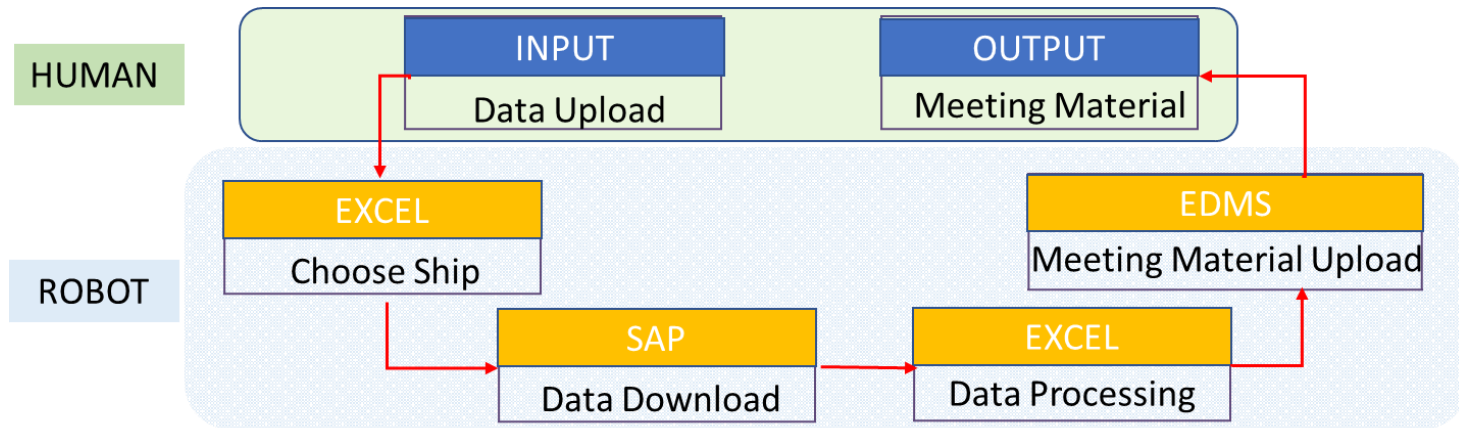 HUMAN
INPUT
Data Upload
OUTPUT
Meeting Material
ROBOT
EXCEL
Choose Ship
SAP
Data Download
EXCEL
Data Processing
EDMS
Meeting Material Upload